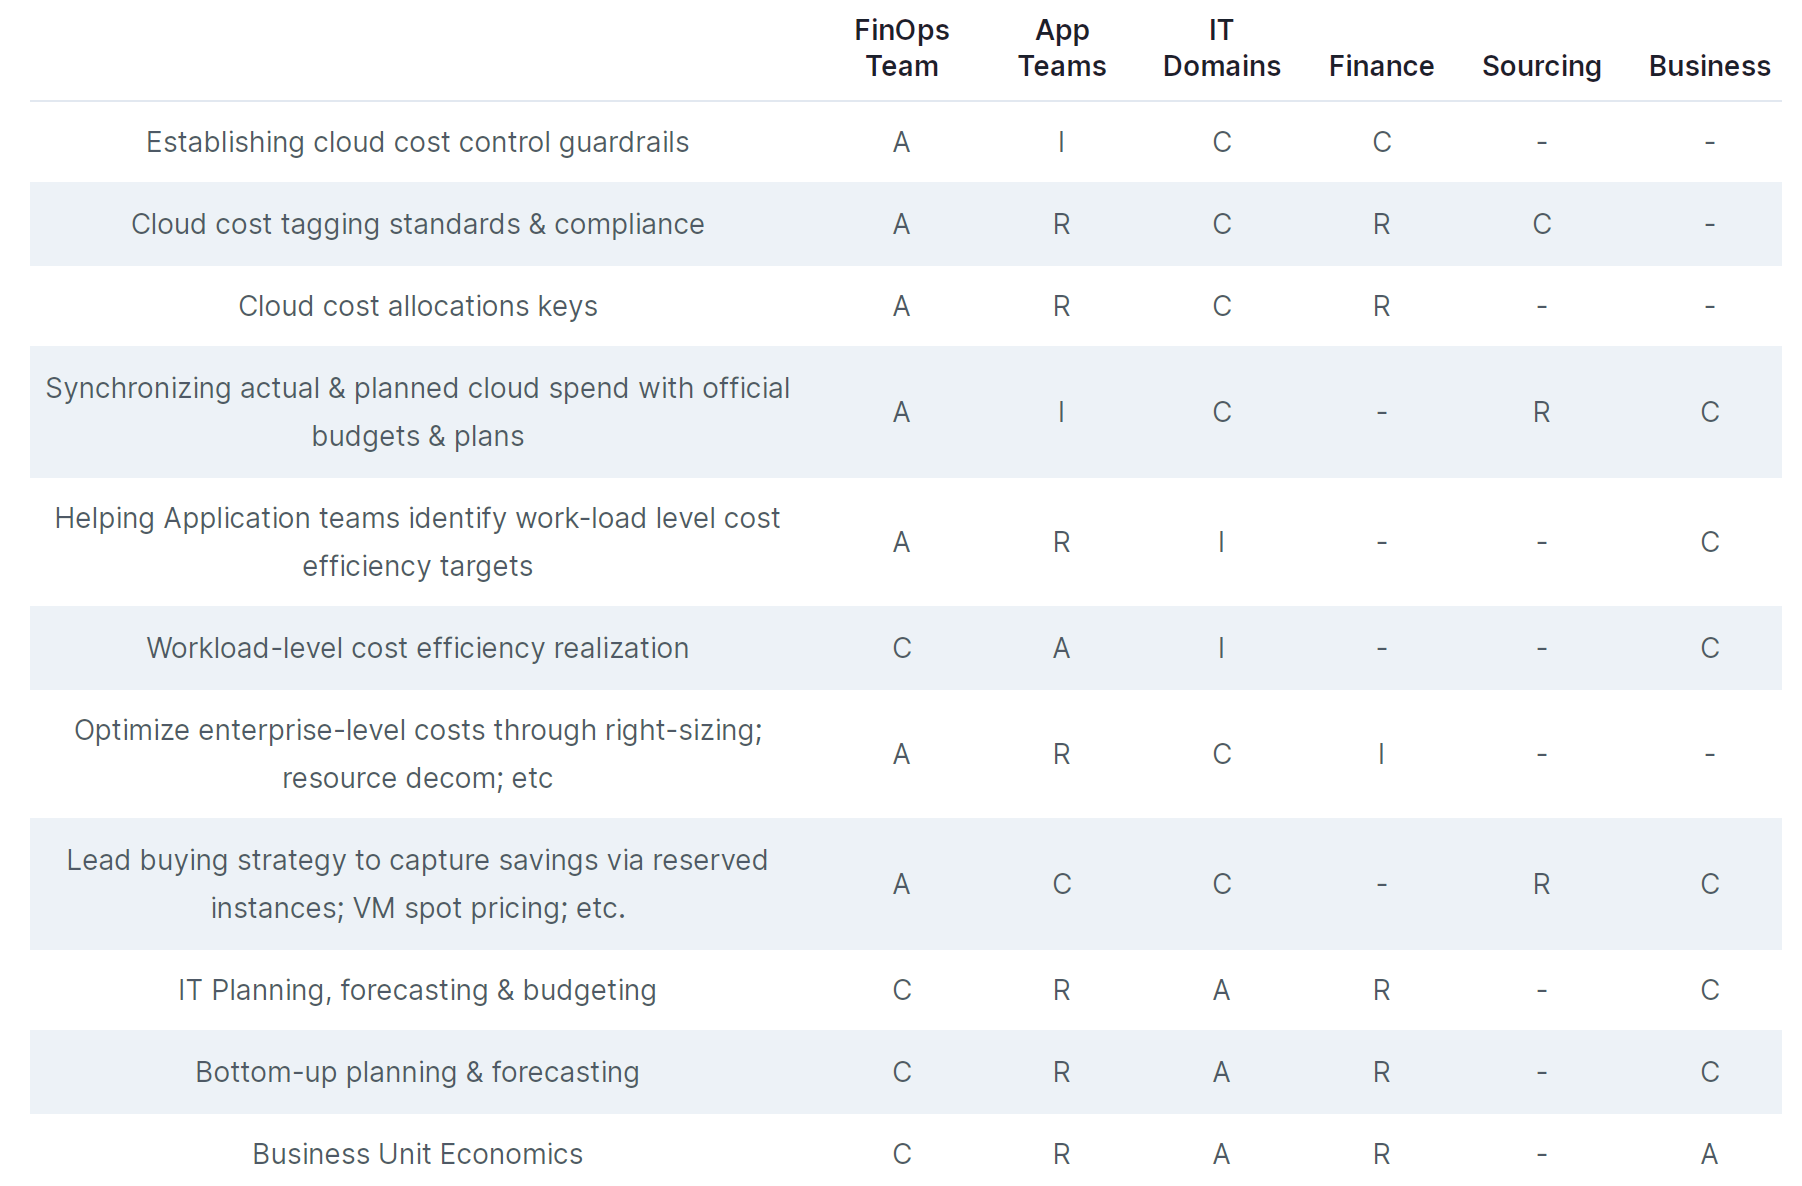 FinOps Team App Teams IT Domains Finance Sourcing Business
Establishing cloud cost control guardrails A I C C - -
Cloud cost tagging standards & compliance A R C R C -
Cloud cost allocations keys A R C R - -
Synchronizing actual & planned cloud spend with official
budgets & plans A I C - R C
Helping Application teams identify work-load level cost
efficiency targets A R I - - C
Workload-level cost efficiency realization C A I - - C
Optimize enterprise-level costs through right-sizing;
resource decom; etc A R C I - -
Lead buying strategy to capture savings via reserved
instances; VM spot pricing; etc. A C C - R C
IT Planning, forecasting & budgeting C R A R - C
Bottom-up planning & forecasting C R A R - C
Business Unit Economics C R A R - A